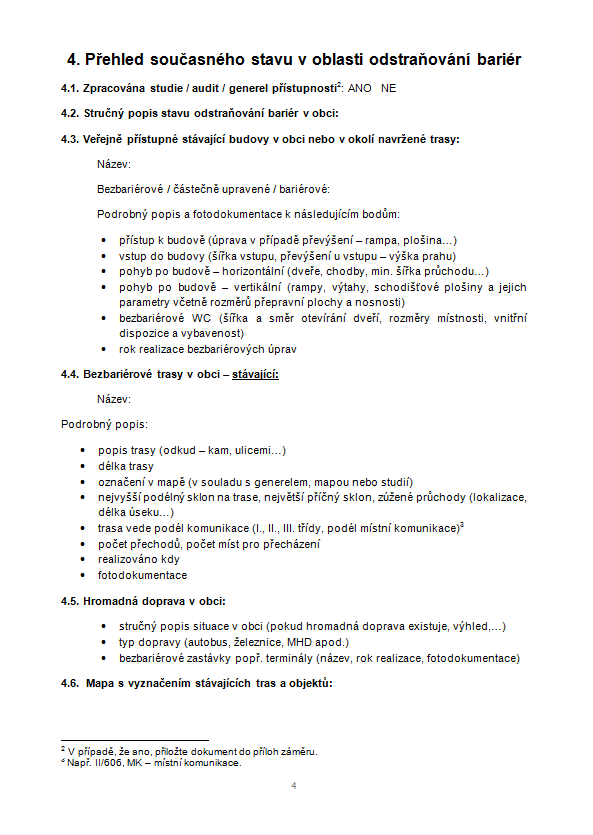 4. Přehled současného stavu v oblasti odstraňování bariér
4.1. Zpracována studie / audit / generel přístupnosti2: ANO NE
4.2. Stručný popis stavu odstraňování bariér v obci:
4.3. Veřejně přístupné stávající budovy v obci nebo v okolí navržené trasy:
Název:
Bezbariérové / částečně upravené / bariérové:
Podrobný popis a fotodokumentace k následujícím bodům:
• přístup k budově (úprava v případě převýšení – rampa, plošina…)
• vstup do budovy (šířka vstupu, převýšení u vstupu – výška prahu)
• pohyb po budově – horizontální (dveře, chodby, min. šířka průchodu…)
• pohyb po budově – vertikální (rampy, výtahy, schodišťové plošiny a jejich
parametry včetně rozměrů přepravní plochy a nosnosti)
• bezbariérové WC (šířka a směr otevírání dveří, rozměry místnosti, vnitřní
dispozice a vybavenost)
• rok realizace bezbariérových úprav
4.4. Bezbariérové trasy v obci – stávající:
Název:
Podrobný popis:
• popis trasy (odkud – kam, ulicemi…)
• délka trasy
• označení v mapě (v souladu s generelem, mapou nebo studií)
• nejvyšší podélný sklon na trase, největší příčný sklon, zúžené průchody (lokalizace,
délka úseku…)
• trasa vede podél komunikace (I., II., III. třídy, podél místní komunikace)3
• počet přechodů, počet míst pro přecházení
• realizováno kdy
• fotodokumentace
4.5. Hromadná doprava v obci:
• stručný popis situace v obci (pokud hromadná doprava existuje, výhled,…)
• typ dopravy (autobus, železnice, MHD apod.)
• bezbariérové zastávky popř. terminály (název, rok realizace, fotodokumentace)
4.6. Mapa s vyznačením stávajících tras a objektů:
2 V případě, že ano, přiložte dokument do příloh záměru.
3 Např. II/606, MK – místní komunikace.
4